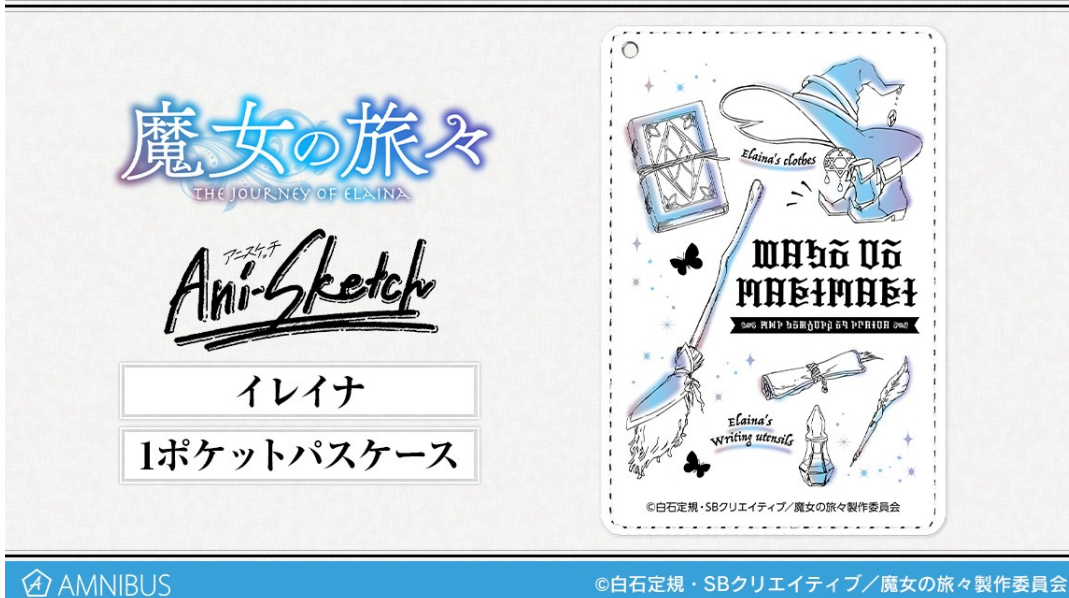 魔女の旅々
THE JOURNEY OF ELAINA
アニスケッチ
Ani-Sketch
イレイナ
1ポケットパスケース
Elaina's clothes
Elaina's
Writing utensils
©白石定規・SBクリエイティブ/魔女の旅々製作委員会
AMNIBUS
©白石定規・SBクリエイティブ/魔女の旅々製作委員会